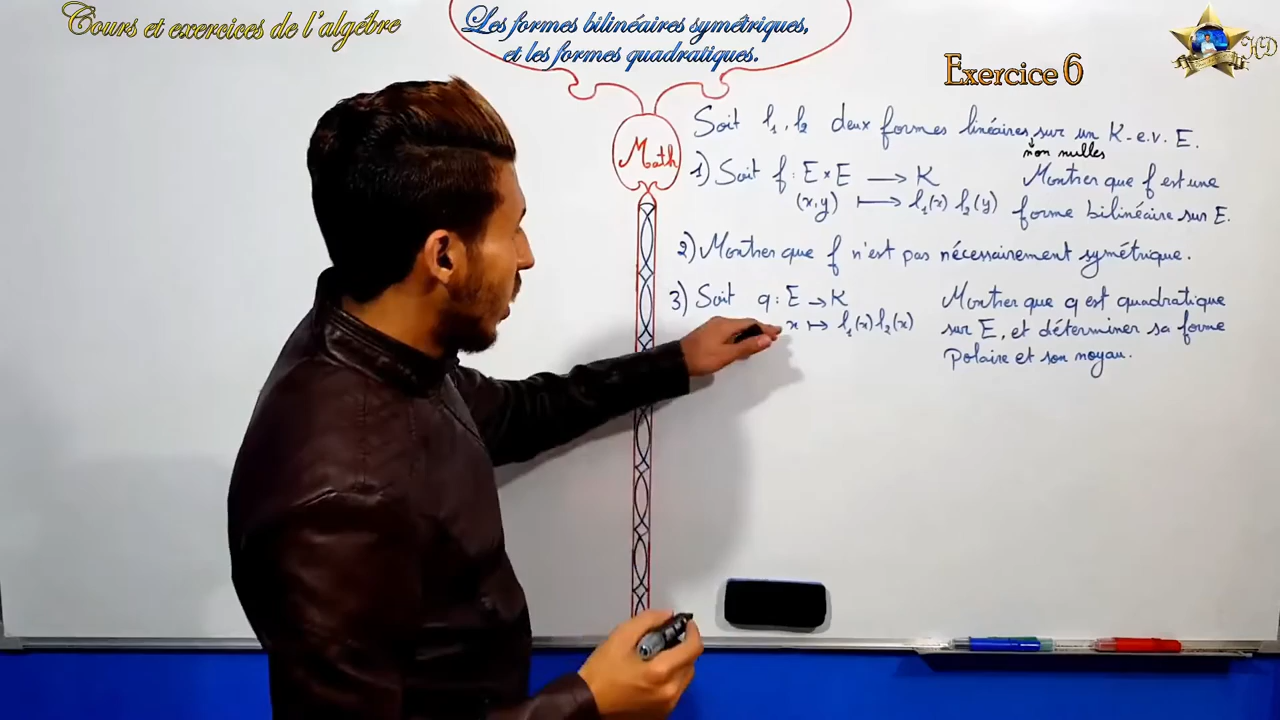 Cours et exercices de l'algébre
Les formes bilinéaires symétriques,
et les formes quadratiques.
HD
Exercice 6
Math
Soit l₁, l₂ deux formes linéaires sur un K-e.v. E.
non nulles
1) Soit f : E × E → K Montrer que f est une
(x,y) ↦ l₁(x) l₂(y) forme bilinéaire sur E.
2) Montrer que f n'est pas nécessairement symétrique.
3) Soit q : E → K Montrer que q est quadratique
x ↦ l₁(x) l₂(x) sur E, et déterminer sa forme
Polaire et son noyau.